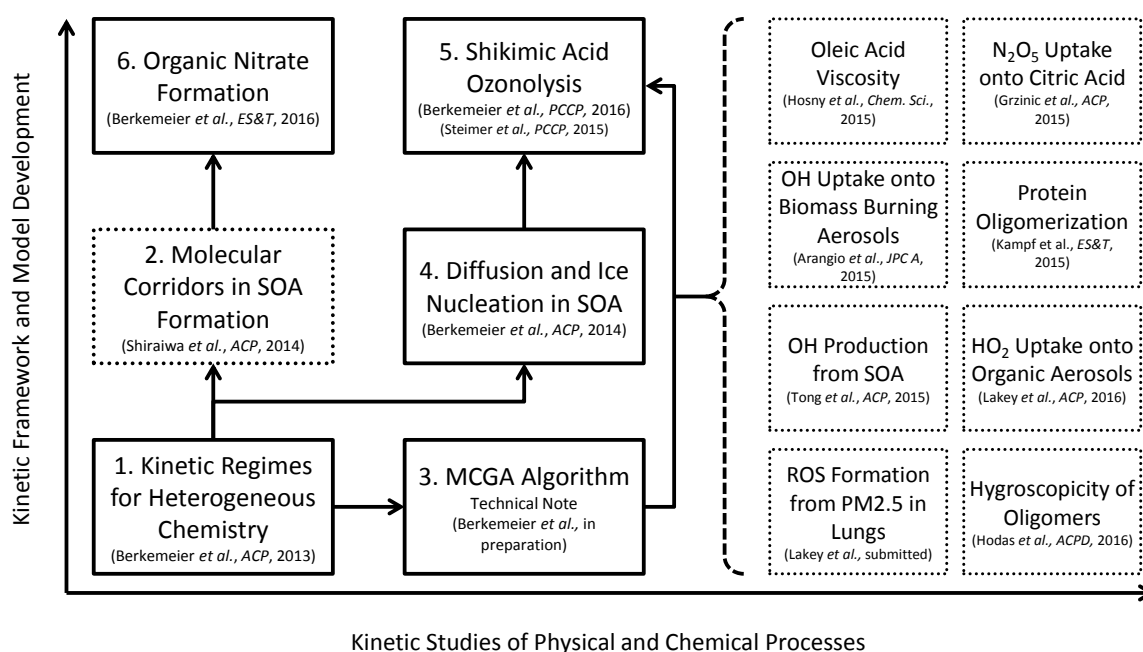 Kinetic Framework and Model Development
6. Organic Nitrate
Formation
(Berkemeier et al., ES&T, 2016)
5. Shikimic Acid
Ozonolysis
(Berkemeier et al., PCCP, 2016)
(Steimer et al., PCCP, 2015)
2. Molecular
Corridors in SOA
Formation
(Shiraiwa et al., ACP, 2014)
4. Diffusion and Ice
Nucleation in SOA
(Berkemeier et al., ACP, 2014)
1. Kinetic Regimes
for Heterogeneous
Chemistry
(Berkemeier et al., ACP, 2013)
3. MCGA Algorithm
Technical Note
(Berkemeier et al., in
preparation)
Oleic Acid
Viscosity
(Hosny et al., Chem. Sci.,
2015)
N₂O₅ Uptake
onto Citric Acid
(Grzinic et al., ACP,
2015)
OH Uptake onto
Biomass Burning
Aerosols
(Arangio et al., JPC A,
2015)
Protein
Oligomerization
(Kampf et al., ES&T,
2015)
OH Production
from SOA
(Tong et al., ACP, 2015)
HO₂ Uptake onto
Organic Aerosols
(Lakey et al., ACP, 2016)
ROS Formation
from PM2.5 in
Lungs
(Lakey et al., submitted)
Hygroscopicity of
Oligomers
(Hodas et al., ACPD, 2016)
Kinetic Studies of Physical and Chemical Processes